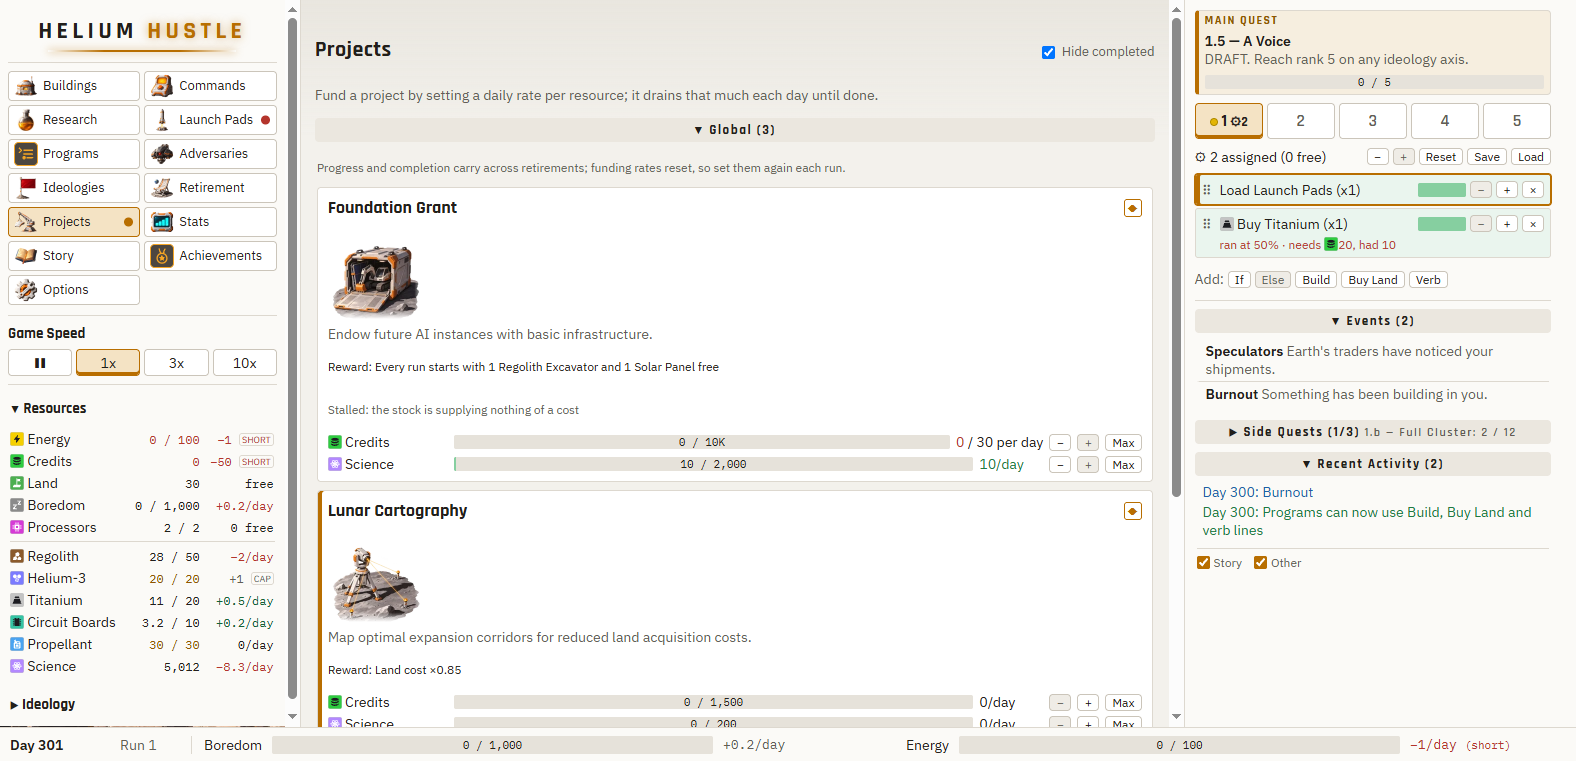 HELIUM HUSTLE
Buildings
Commands
Research
Launch Pads
Programs
Adversaries
Ideologies
Retirement
Projects
Stats
Story
Achievements
Options
Game Speed
1x
3x
10x
▼ Resources
Energy 0 / 100 −1 SHORT
Credits 0 −50 SHORT
Land 30 free
Boredom 0 / 1,000 +0.2/day
Processors 2 / 2 0 free
Regolith 28 / 50 −2/day
Helium-3 20 / 20 +1 CAP
Titanium 11 / 20 +0.5/day
Circuit Boards 3.2 / 10 +0.2/day
Propellant 30 / 30 0/day
Science 5,012 −8.3/day
▶ Ideology
Projects
Hide completed
Fund a project by setting a daily rate per resource; it drains that much each day until done.
▼ Global (3)
Progress and completion carry across retirements; funding rates reset, so set them again each run.
Foundation Grant
Endow future AI instances with basic infrastructure.
Reward: Every run starts with 1 Regolith Excavator and 1 Solar Panel free
Stalled: the stock is supplying nothing of a cost
Credits 0 / 10K 0 / 30 per day − + Max
Science 10 / 2,000 10/day − + Max
Lunar Cartography
Map optimal expansion corridors for reduced land acquisition costs.
Reward: Land cost ×0.85
Credits 0 / 1,500 0/day − + Max
Science 0 / 200 0/day − + Max
MAIN QUEST
1.5 — A Voice
DRAFT. Reach rank 5 on any ideology axis.
0 / 5
1 ⚙2
2
3
4
5
⚙ 2 assigned (0 free) − + Reset Save Load
Load Launch Pads (x1) − + ×
Buy Titanium (x1) − + ×
ran at 50% · needs 20, had 10
Add: If Else Build Buy Land Verb
▼ Events (2)
Speculators Earth's traders have noticed your
shipments.
Burnout Something has been building in you.
▶ Side Quests (1/3) 1.b — Full Cluster: 2 / 12
▼ Recent Activity (2)
Day 300: Burnout
Day 300: Programs can now use Build, Buy Land and
verb lines
Story
Other
Day 301
Run 1
Boredom 0 / 1,000 +0.2/day
Energy 0 / 100 −1/day (short)